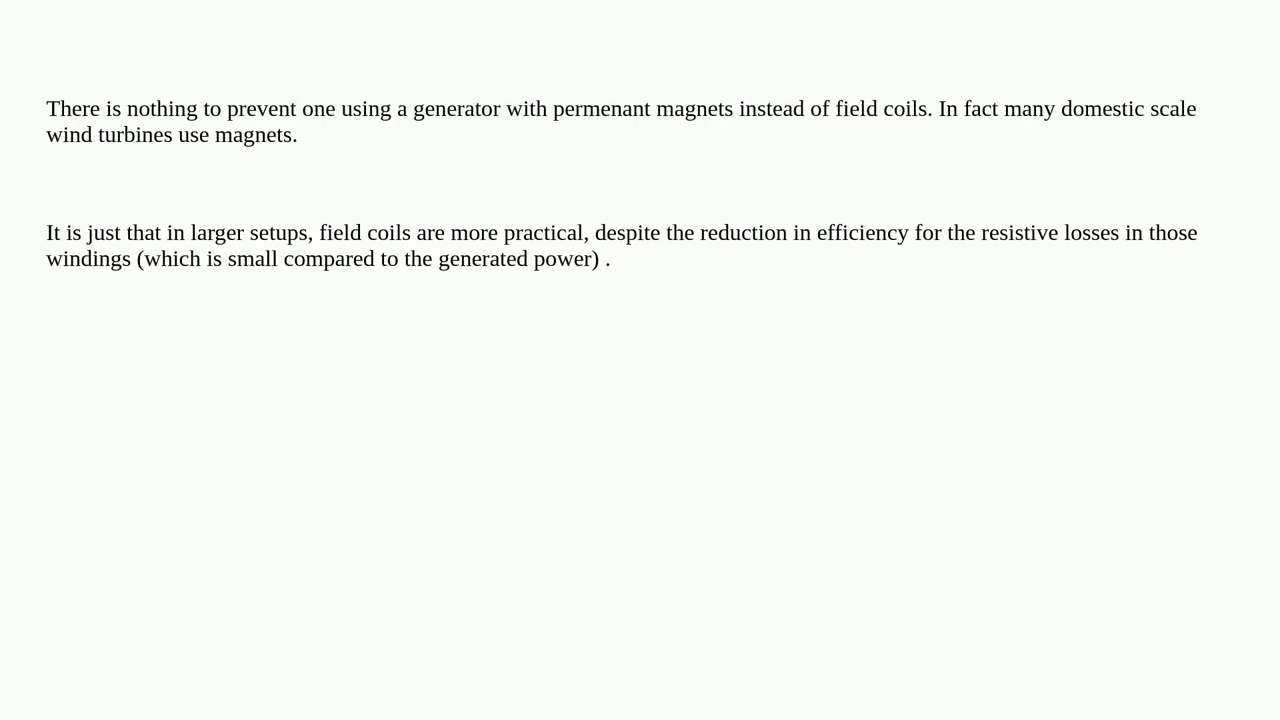 There is nothing to prevent one using a generator with permenant magnets instead of field coils. In fact many domestic scale
wind turbines use magnets.
It is just that in larger setups, field coils are more practical, despite the reduction in efficiency for the resistive losses in those
windings (which is small compared to the generated power) .